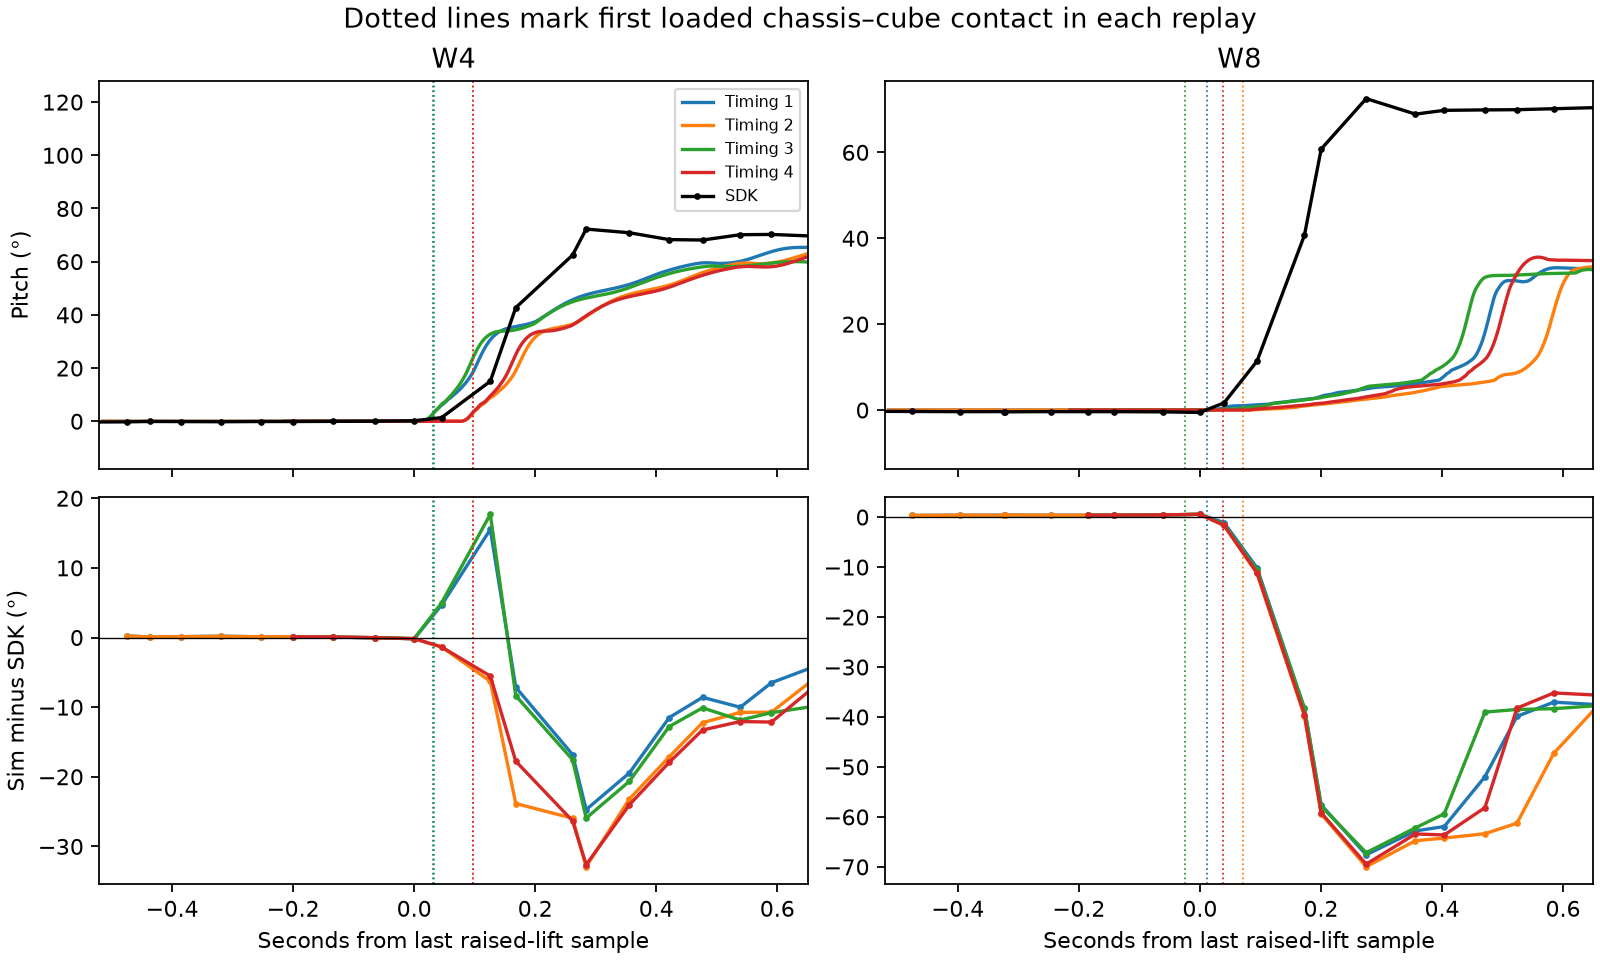 Dotted lines mark first loaded chassis–cube contact in each replay
W4
W8
Pitch (°)
120
100
80
60
40
20
0
Timing 1
Timing 2
Timing 3
Timing 4
SDK
60
40
20
0
Sim minus SDK (°)
20
10
0
−10
−20
−30
0
−10
−20
−30
−40
−50
−60
−70
−0.4 −0.2 0.0 0.2 0.4 0.6
−0.4 −0.2 0.0 0.2 0.4 0.6
Seconds from last raised-lift sample
Seconds from last raised-lift sample